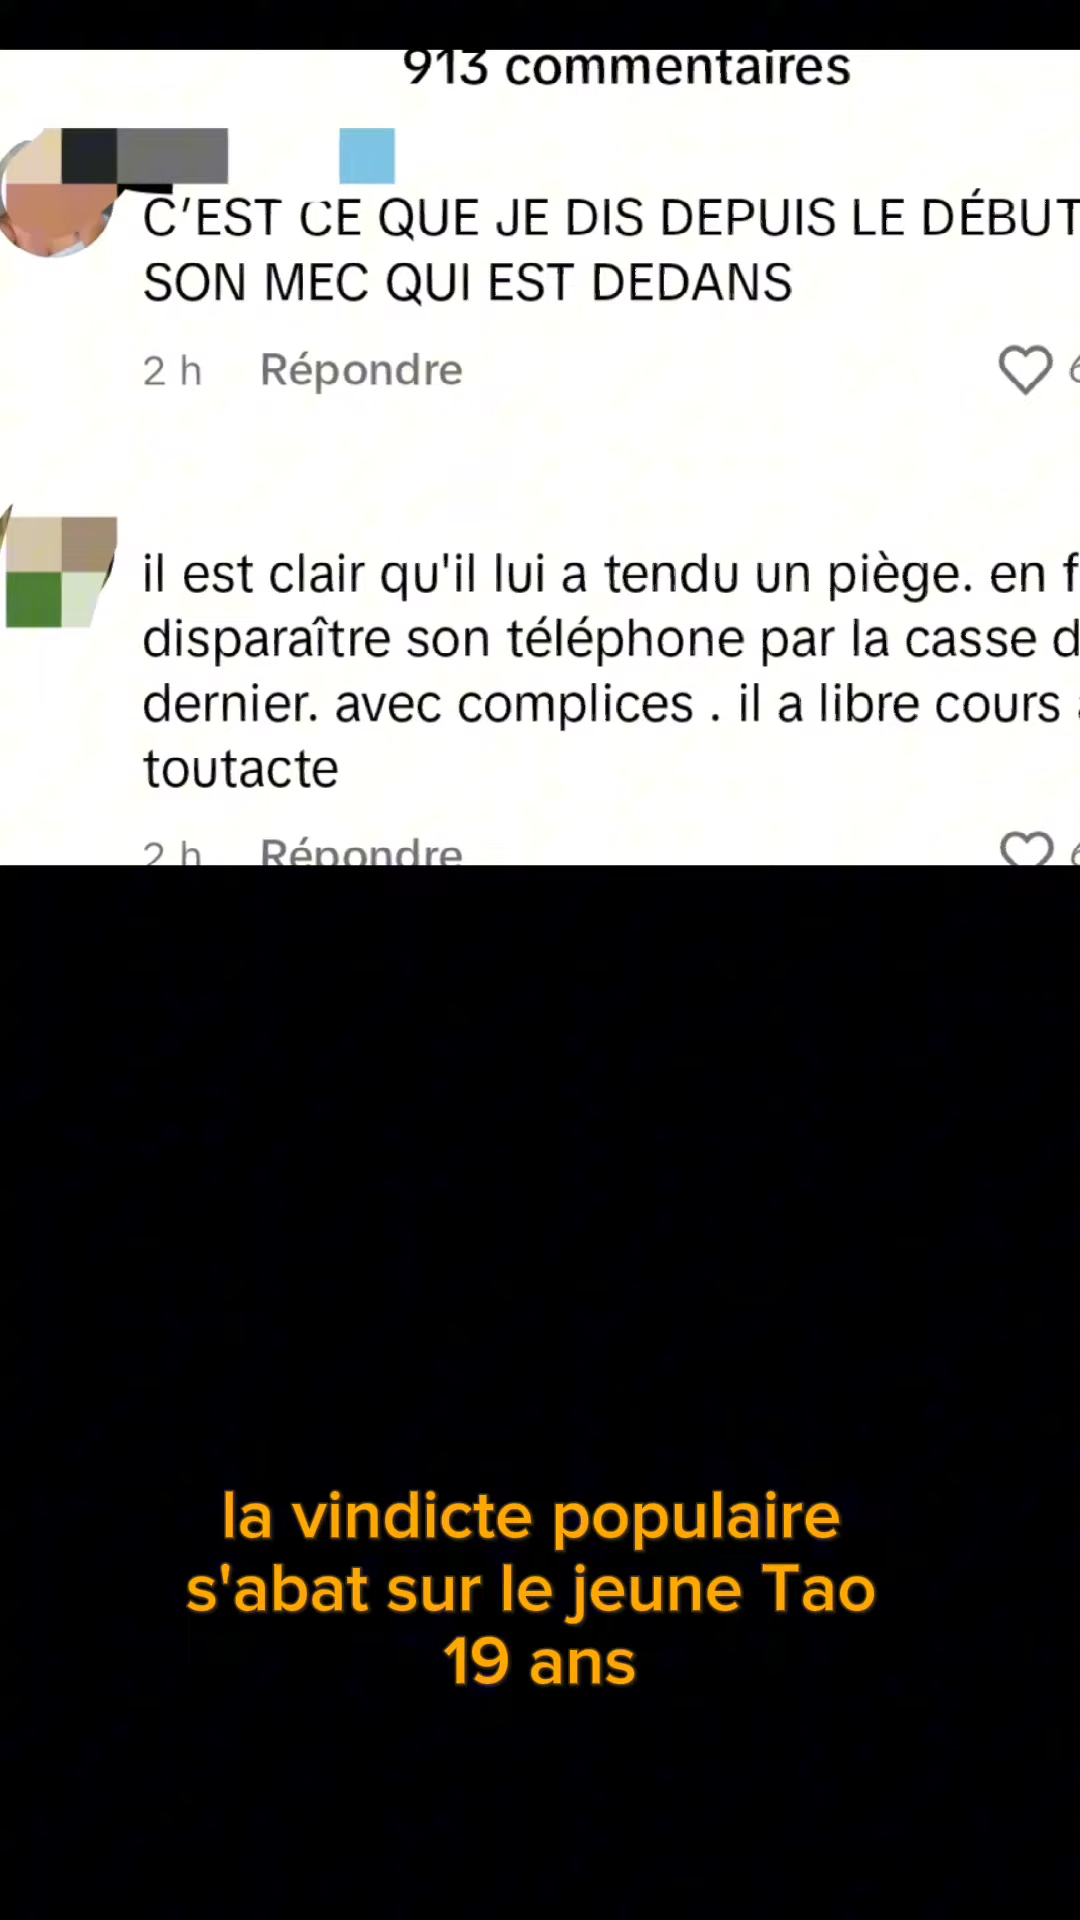 913 commentaires
C'EST CE QUE JE DIS DEPUIS LE DÉBUT
SON MEC QUI EST DEDANS
2 h Répondre
il est clair qu'il lui a tendu un piège. en f
disparaître son téléphone par la casse d
dernier. avec complices . il a libre cours
toutacte
2 h Répondre
la vindicte populaire
s'abat sur le jeune Tao
19 ans